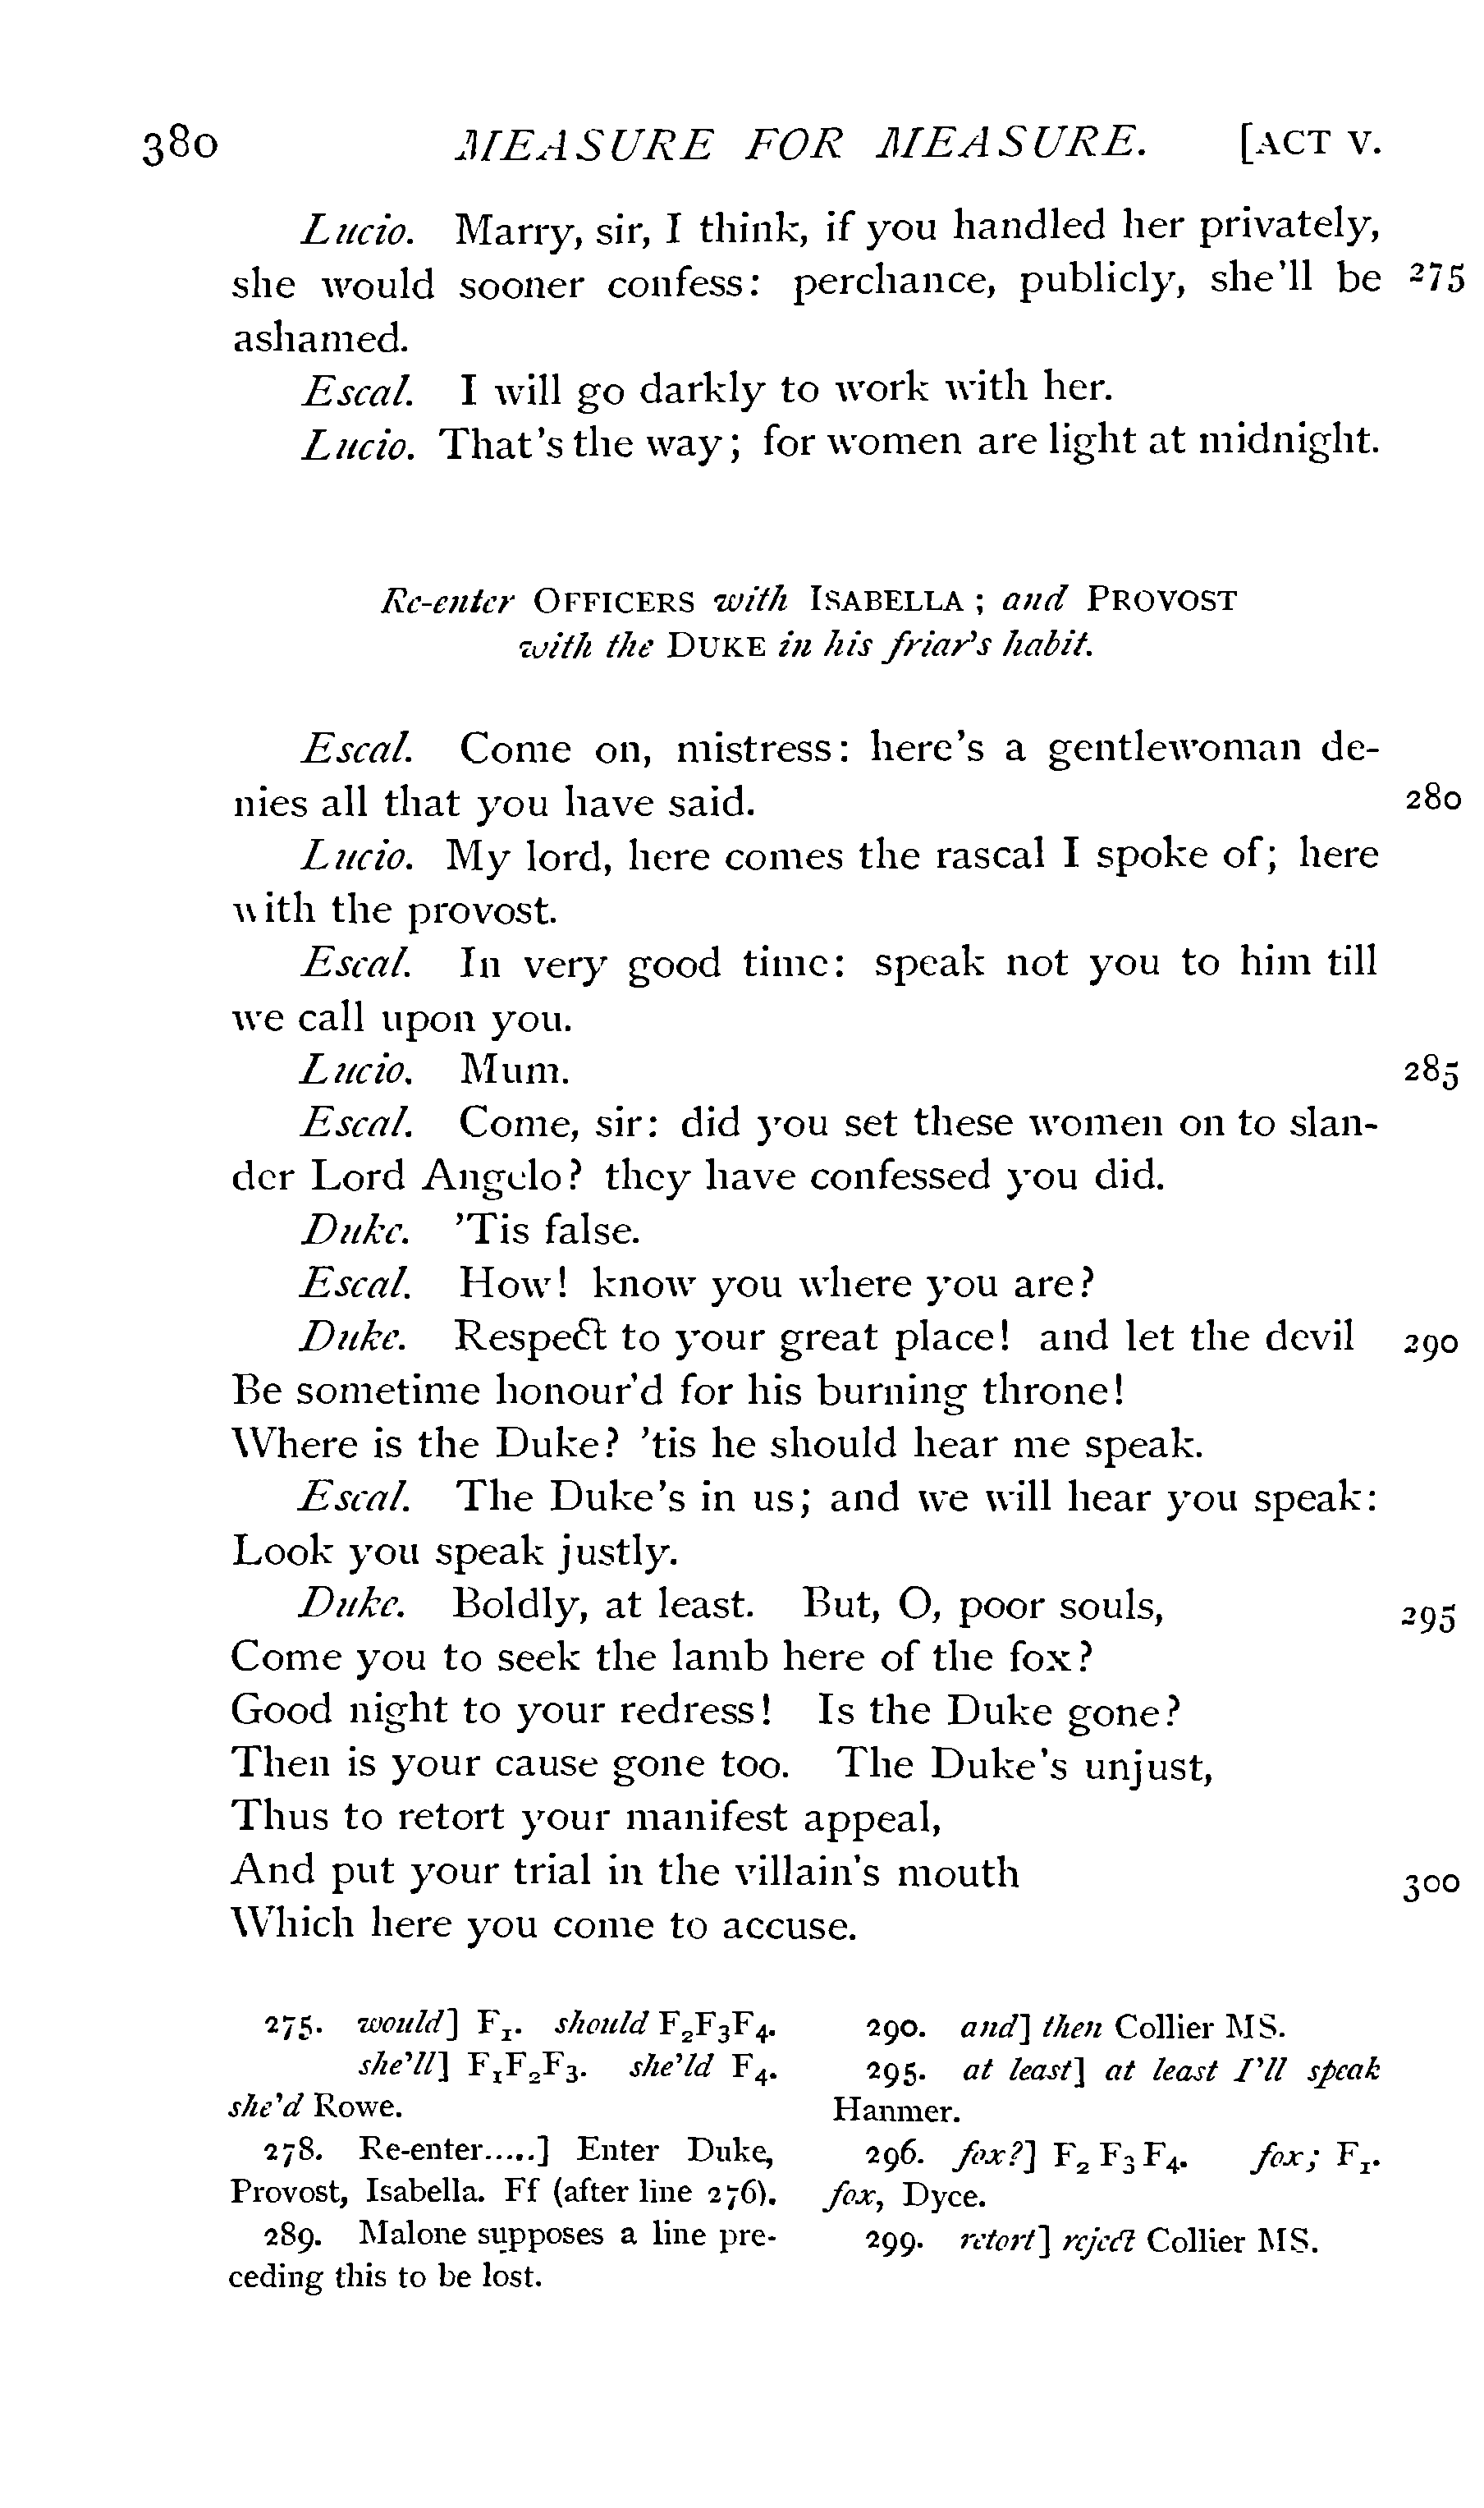 380 MEASURE FOR MEASURE. [ACT V.
Lucio. Marry, sir, I think, if you handled her privately,
she would sooner confess: perchance, publicly, she'll be 275
ashamed.
Escal. I will go darkly to work with her.
Lucio. That's the way; for women are light at midnight.
Re-enter OFFICERS with ISABELLA; and PROVOST
with the DUKE in his friar's habit.
Escal. Come on, mistress: here's a gentlewoman de-
nies all that you have said. 280
Lucio. My lord, here comes the rascal I spoke of; here
with the provost.
Escal. In very good time: speak not you to him till
we call upon you.
Lucio. Mum. 285
Escal. Come, sir: did you set these women on to slan-
der Lord Angelo? they have confessed you did.
Duke. 'Tis false.
Escal. How! know you where you are?
Duke. Respect to your great place! and let the devil 290
Be sometime honour'd for his burning throne!
Where is the Duke? 'tis he should hear me speak.
Escal. The Duke's in us; and we will hear you speak:
Look you speak justly.
Duke. Boldly, at least. But, O, poor souls, 295
Come you to seek the lamb here of the fox?
Good night to your redress! Is the Duke gone?
Then is your cause gone too. The Duke's unjust,
Thus to retort your manifest appeal,
And put your trial in the villain's mouth 300
Which here you come to accuse.
275. would] F₁. should F₂F₃F₄.
she'll] F₁F₂F₃. she'ld F₄.
she'd Rowe.
278. Re-enter.....] Enter Duke,
Provost, Isabella. Ff (after line 276).
289. Malone supposes a line pre-
ceding this to be lost.
290. and] then Collier MS.
295. at least] at least I'll speak
Hanmer.
296. fox?] F₂ F₃ F₄. fox; F₁.
fox, Dyce.
299. retort] reject Collier MS.